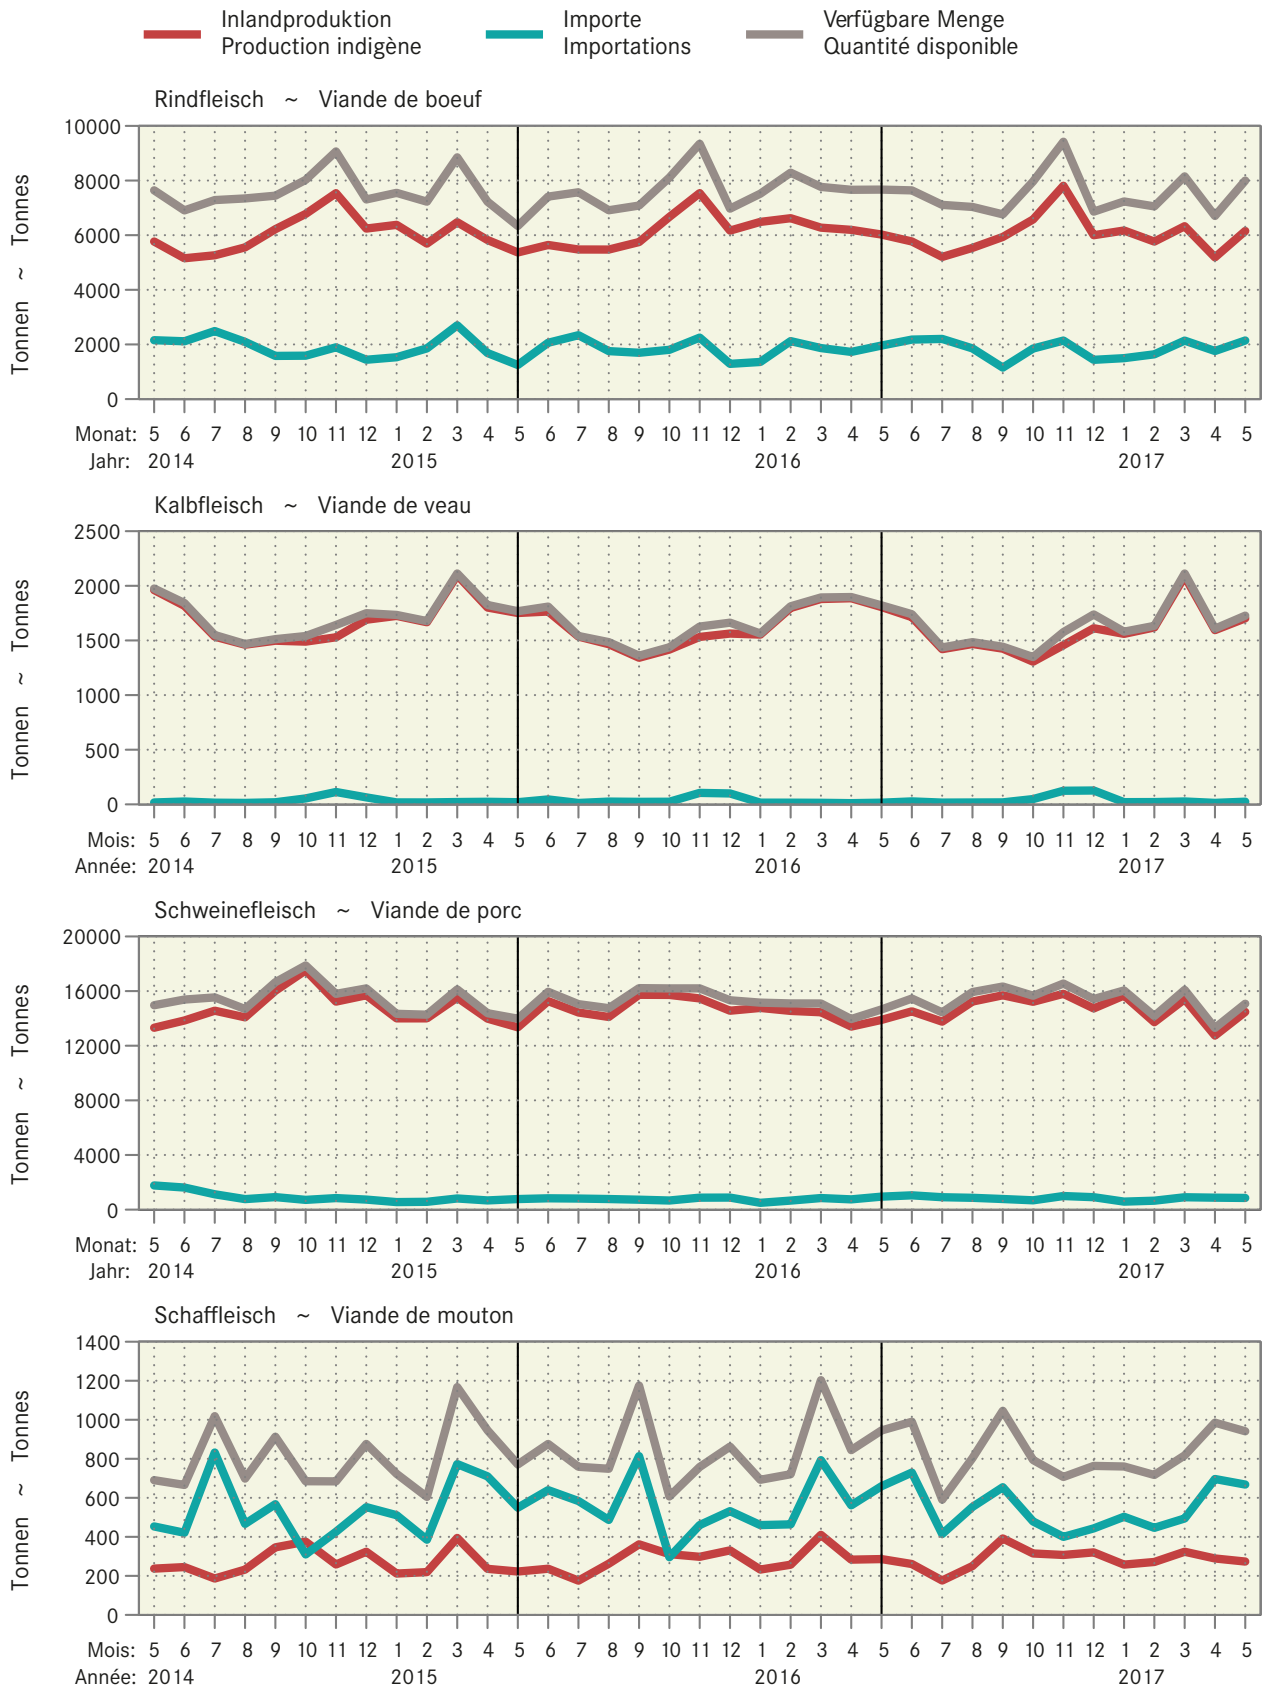 Inlandproduktion
Production indigène
Importe
Importations
Verfügbare Menge
Quantité disponible
Rindfleisch ~ Viande de boeuf
Tonnen ~ Tonnes
10000
8000
6000
4000
2000
0
Monat: 5 6 7 8 9 10 11 12 1 2 3 4 5 6 7 8 9 10 11 12 1 2 3 4 5 6 7 8 9 10 11 12 1 2 3 4 5
Jahr: 2014 2015 2016 2017
Kalbfleisch ~ Viande de veau
Tonnen ~ Tonnes
2500
2000
1500
1000
500
0
Mois: 5 6 7 8 9 10 11 12 1 2 3 4 5 6 7 8 9 10 11 12 1 2 3 4 5 6 7 8 9 10 11 12 1 2 3 4 5
Année: 2014 2015 2016 2017
Schweinefleisch ~ Viande de porc
Tonnen ~ Tonnes
20000
16000
12000
8000
4000
0
Monat: 5 6 7 8 9 10 11 12 1 2 3 4 5 6 7 8 9 10 11 12 1 2 3 4 5 6 7 8 9 10 11 12 1 2 3 4 5
Jahr: 2014 2015 2016 2017
Schaffleisch ~ Viande de mouton
Tonnen ~ Tonnes
1400
1200
1000
800
600
400
200
0
Mois: 5 6 7 8 9 10 11 12 1 2 3 4 5 6 7 8 9 10 11 12 1 2 3 4 5 6 7 8 9 10 11 12 1 2 3 4 5
Année: 2014 2015 2016 2017